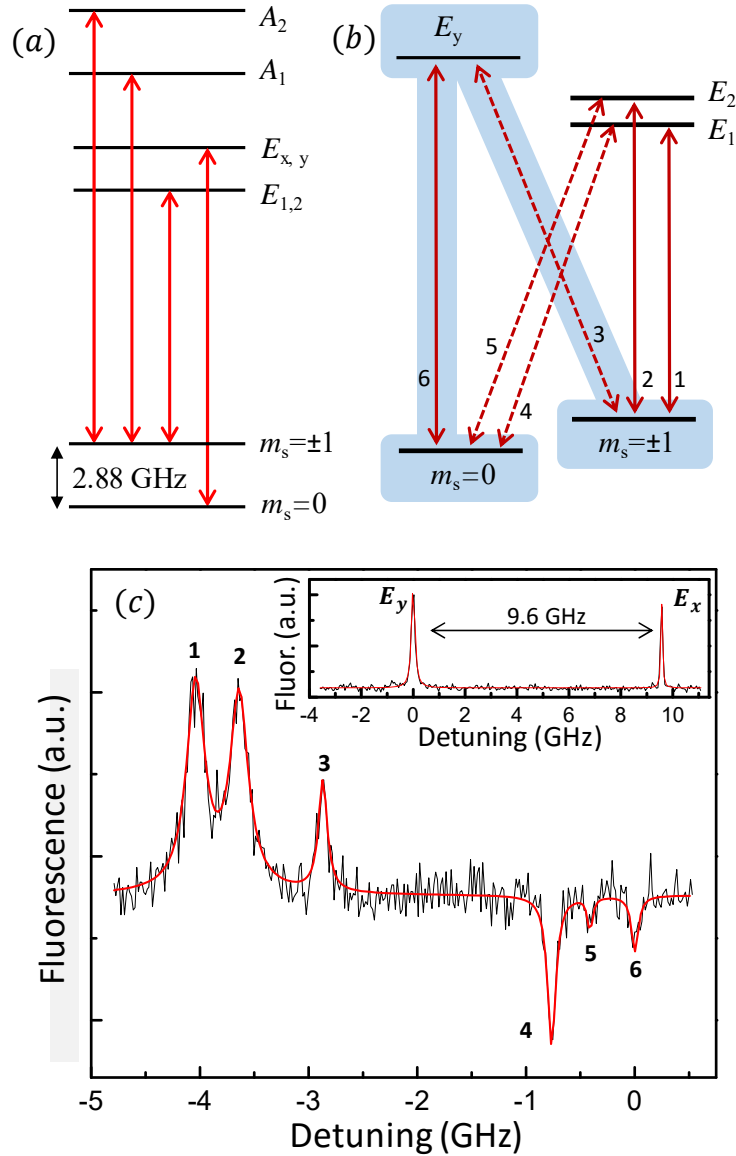 (a)
A2
A1
Ex, y
E1,2
ms=±1
2.88 GHz
ms=0
(b)
Ey
E2
E1
5
3
6
4
2
1
ms=±1
ms=0
(c)
Fluorescence (a.u.)
1
2
3
4
5
6
-5
-4
-3
-2
-1
0
Detuning (GHz)
Fluor. (a.u.)
Ey
9.6 GHz
Ex
-4
-2
0
2
4
6
8
10
Detuning (GHz)